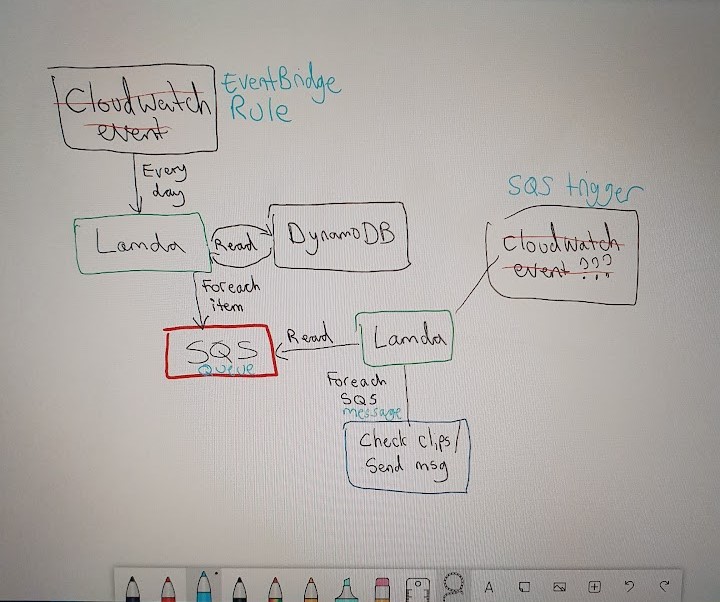 CloudWatch
event
EventBridge
Rule
Every
day
Lamda
Read
DynamoDB
Foreach
item
SQS
Queue
Read
Lamda
SQS trigger
CloudWatch
event ???
Foreach
SQS
message
Check clips/
Send msg
A